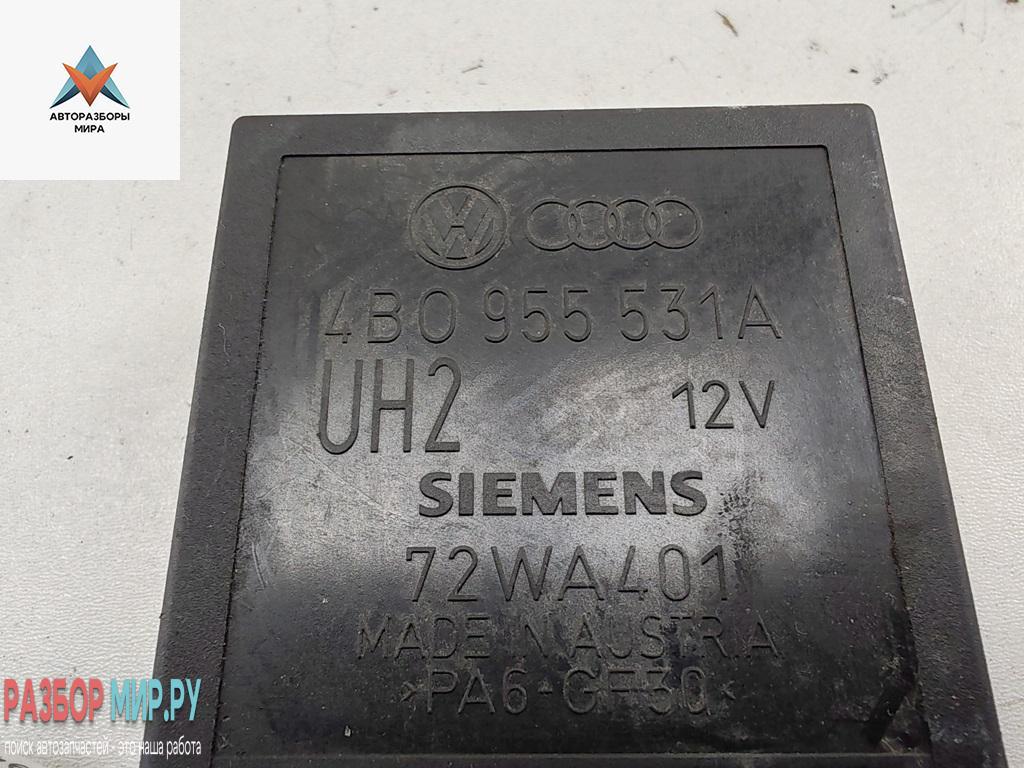 АВТОРАЗБОРЫ
МИРА
4B0 955 531A
UH2 12V
SIEMENS
72WA401
MADE IN AUSTRIA
>PA6-GF30<
РАЗБОР МИР.РУ
поиск автозапчастей - это наша работа